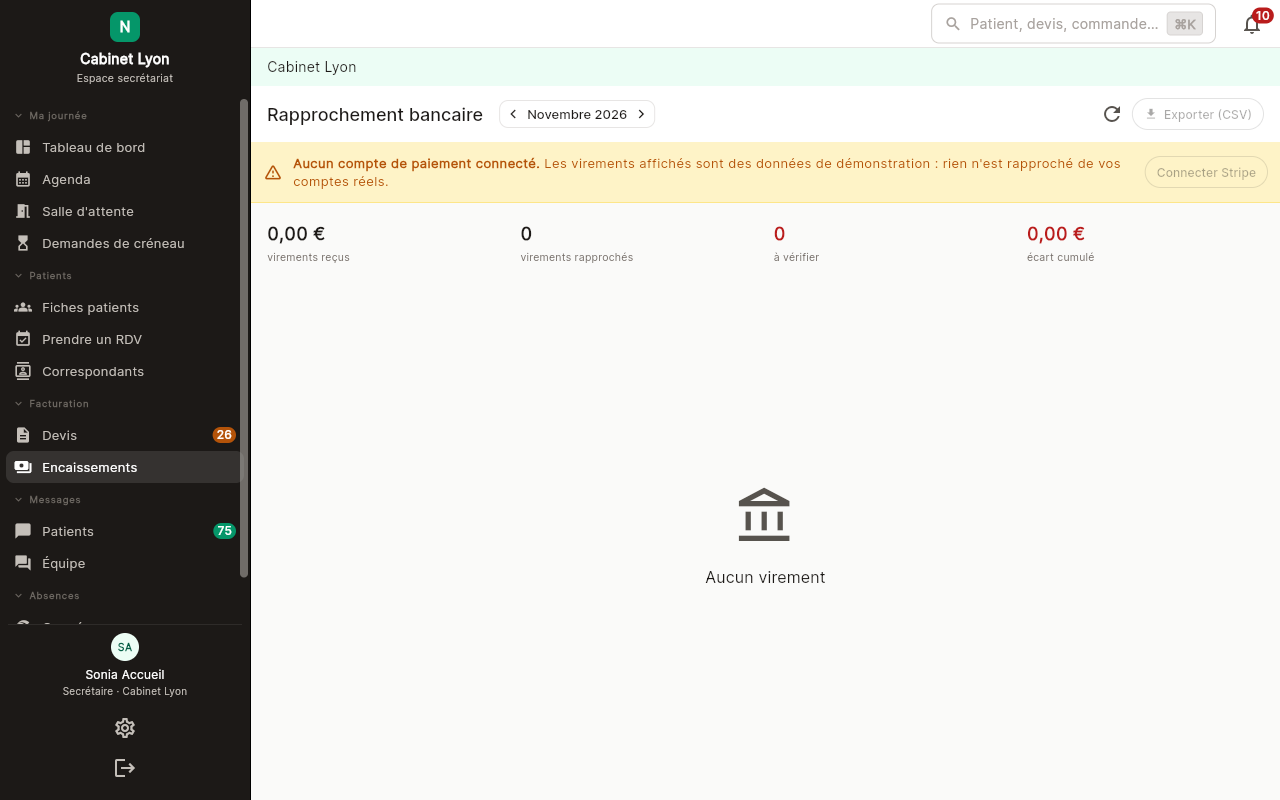 N
Cabinet Lyon
Espace secrétariat
Ma journée
Tableau de bord
Agenda
Salle d'attente
Demandes de créneau
Patients
Fiches patients
Prendre un RDV
Correspondants
Facturation
Devis
26
Encaissements
Messages
Patients
75
Équipe
Absences
SA
Sonia Accueil
Secrétaire · Cabinet Lyon
Patient, devis, commande...
⌘K
10
Cabinet Lyon
Rapprochement bancaire
Novembre 2026
Exporter (CSV)
Aucun compte de paiement connecté. Les virements affichés sont des données de démonstration : rien n'est rapproché de vos
comptes réels.
Connecter Stripe
0,00 €
virements reçus
0
virements rapprochés
0
à vérifier
0,00 €
écart cumulé
Aucun virement